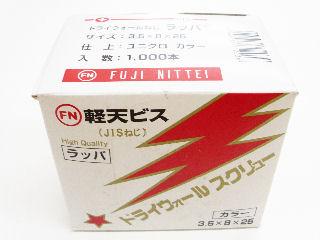 ドライウォールねじ ラッパ
サイズ：3.5×8×25
仕上：ユニクロ カラー
入数：1,000本
FN FUJI NITTEI
FN 軽天ビス
(JISねじ)
High Quality
ラッパ
ドライウォールスクリュー
カラー
3.5×8×25